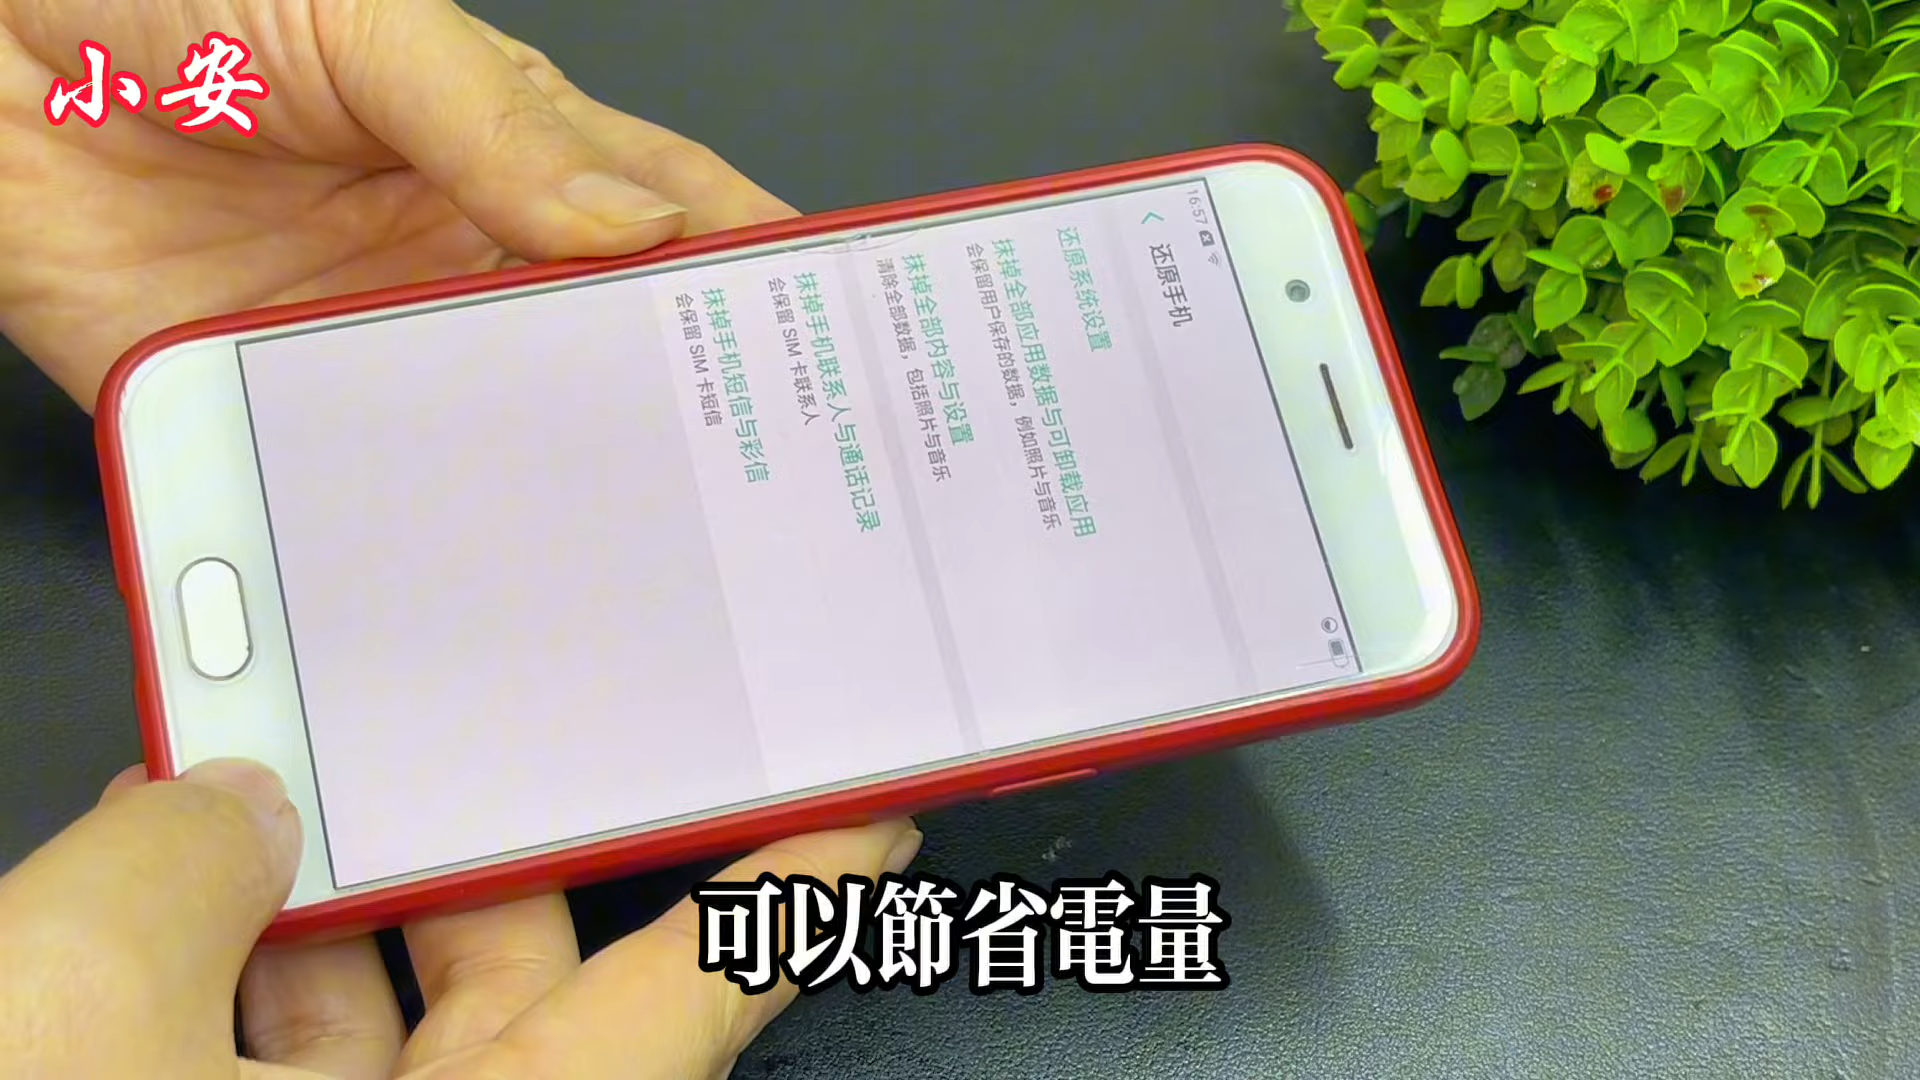 小安
16:57
还原手机
还原系统设置
抹掉全部应用数据与可卸载应用
会保留用户保存的数据，例如照片与音乐
抹掉全部内容与设置
清除全部数据，包括照片与音乐
抹掉手机联系人与通话记录
会保留 SIM 卡联系人
抹掉手机短信与彩信
会保留 SIM 卡短信
可以節省電量